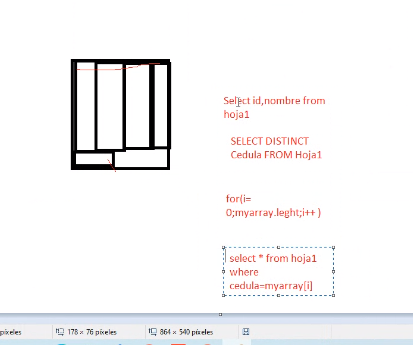 Select id,nombre from
hoja1
SELECT DISTINCT
Cedula FROM Hoja1
for(i=
0;myarray.leght;i++ )
select * from hoja1
where
cedula=myarray[i]
píxeles
178 × 76 píxeles
864 × 540 píxeles